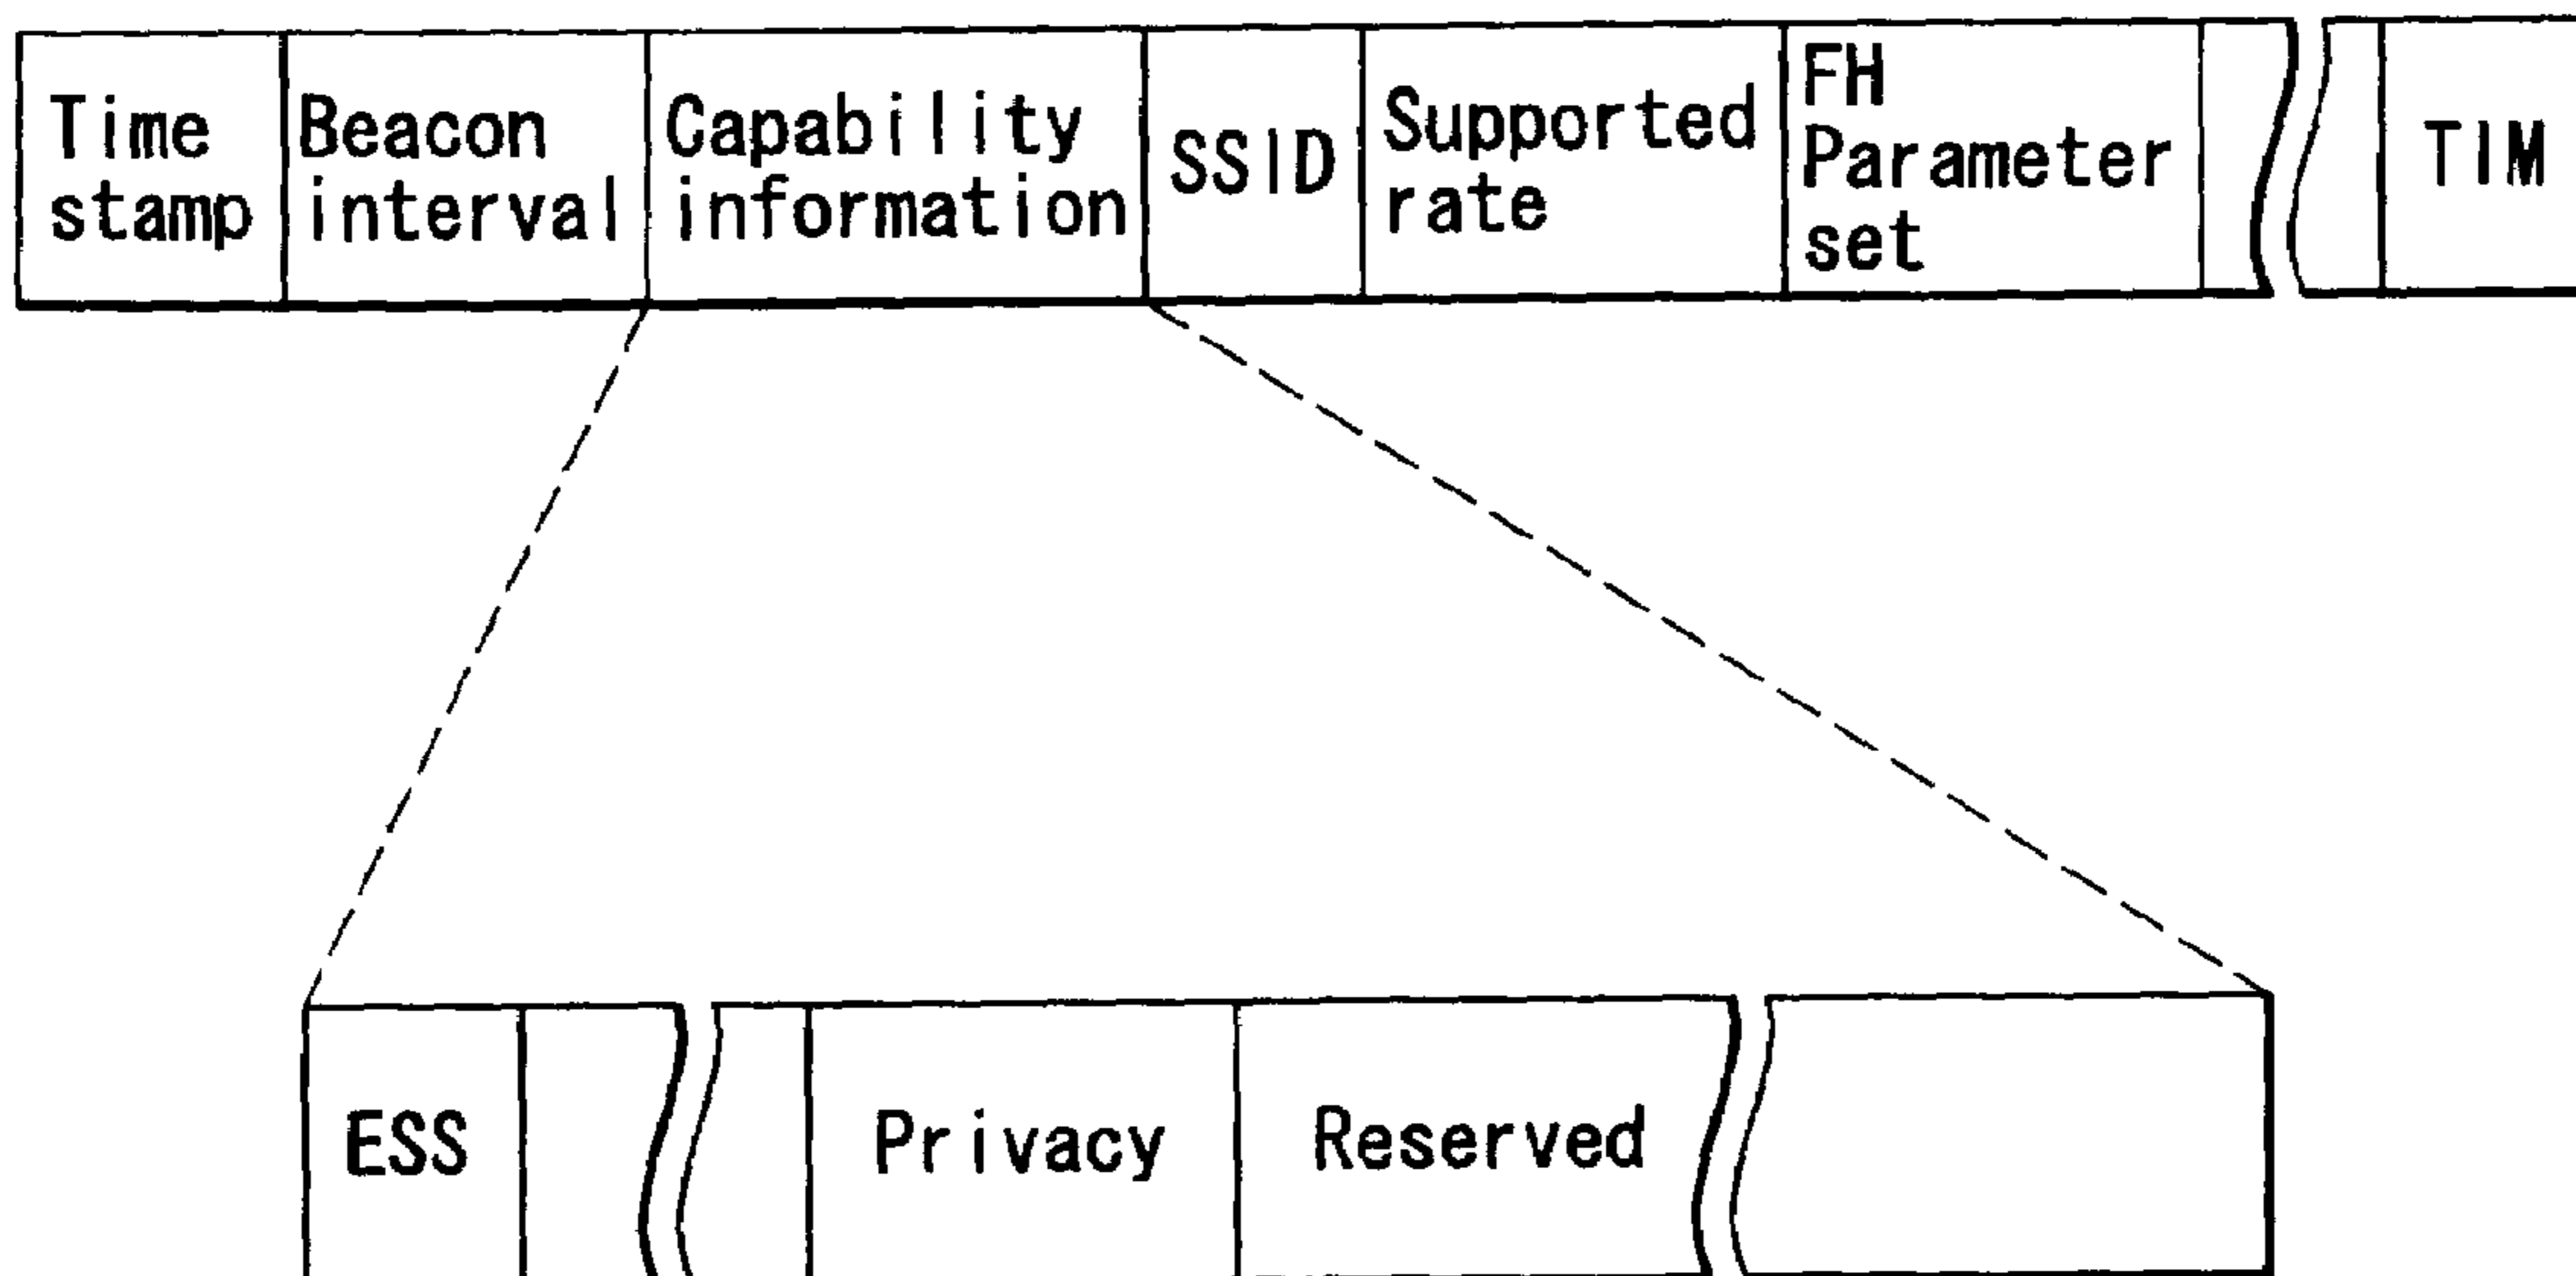 Time
stamp
Beacon
interval
Capability
information
SSID
Supported
rate
FH
Parameter
set
TIM
ESS
Privacy
Reserved